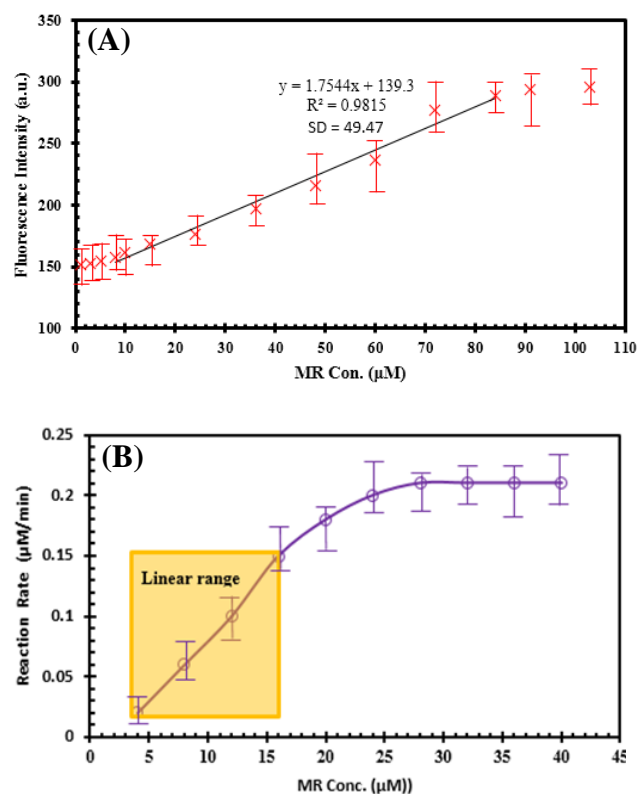 (A)
Fluorescence Intensity (a.u.)
350
300
250
200
150
100
y = 1.7544x + 139.3
R² = 0.9815
SD = 49.47
0 10 20 30 40 50 60 70 80 90 100 110
MR Con. (µM)
(B)
Reaction Rate (µM/min)
0.25
0.2
0.15
0.1
0.05
0
Linear range
0 5 10 15 20 25 30 35 40 45
MR Conc. (µM))